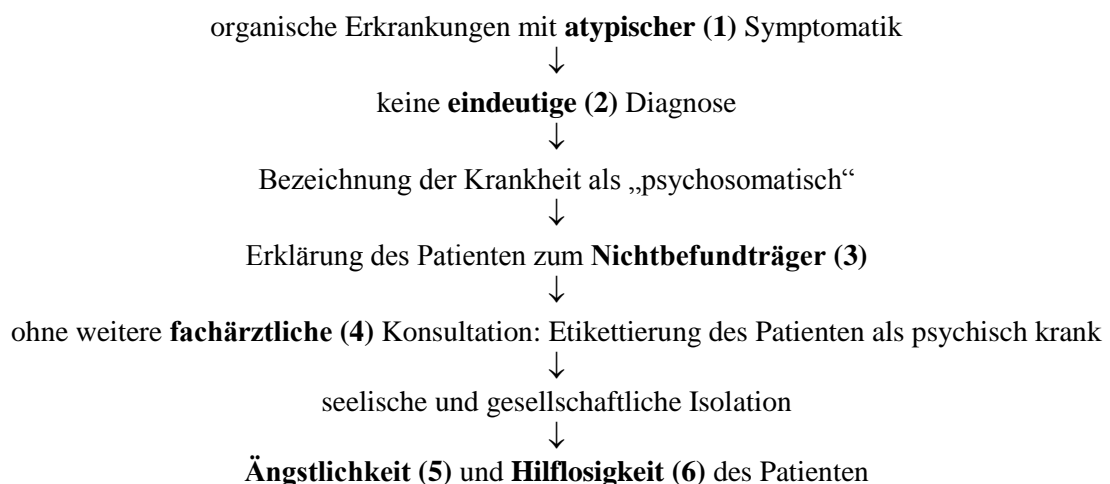 organische Erkrankungen mit atypischer (1) Symptomatik
↓
keine eindeutige (2) Diagnose
↓
Bezeichnung der Krankheit als „psychosomatisch“
↓
Erklärung des Patienten zum Nichtbefundträger (3)
↓
ohne weitere fachärztliche (4) Konsultation: Etikettierung des Patienten als psychisch krank
↓
seelische und gesellschaftliche Isolation
↓
Ängstlichkeit (5) und Hilflosigkeit (6) des Patienten